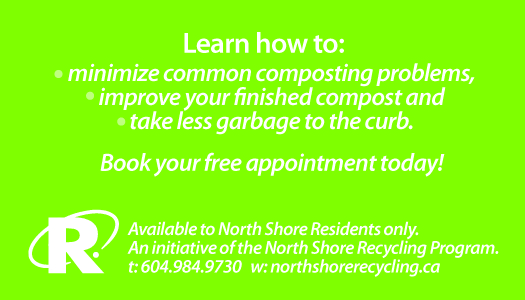 Learn how to:
• minimize common composting problems,
• improve your finished compost and
• take less garbage to the curb.
Book your free appointment today!
R.
Available to North Shore Residents only.
An initiative of the North Shore Recycling Program.
t: 604.984.9730 w: northshorerecycling.ca